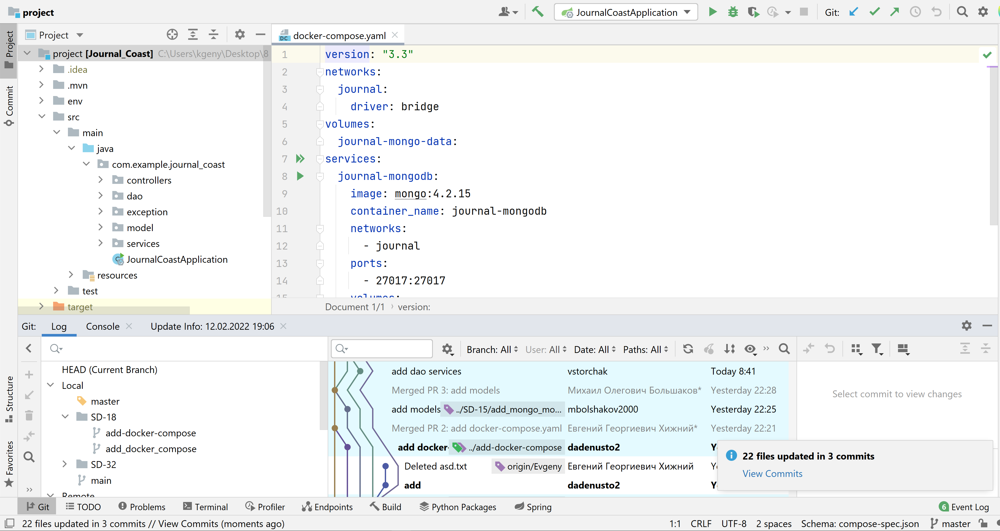 project
JournalCoastApplication
Git:
Project
Commit
Structure
Favorites
Project
project [Journal_Coast] C:\Users\kgeny\Desktop\8
.idea
.mvn
env
src
main
java
com.example.journal_coast
controllers
dao
exception
model
services
JournalCoastApplication
resources
test
target
DC docker-compose.yaml
1 version: "3.3"
2 networks:
3 journal:
4 driver: bridge
5 volumes:
6 journal-mongo-data:
7 services:
8 journal-mongodb:
9 image: mongo:4.2.15
10 container_name: journal-mongodb
11 networks:
12 - journal
13 ports:
14 - 27017:27017
15 volumes:
Document 1/1 › version:
Git: Log Console Update Info: 12.02.2022 19:06
Branch: All User: All Date: All Paths: All
HEAD (Current Branch)
Local
master
SD-18
add-docker-compose
add_docker_compose
SD-32
main
Remote
add dao services vstorchak Today 8:41
Merged PR 3: add models Михаил Олегович Большаков* Yesterday 22:28
add models ../SD-15/add_mongo_mo... mbolshakov2000 Yesterday 22:25
Merged PR 2: add docker-compose.yaml Евгений Георгиевич Хижний* Yesterday 22:21
add docker- ../add-docker-compose dadenusto2
Deleted asd.txt origin/Evgeny Евгений Георгиевич Хижний
add dadenusto2
Select commit to view changes
22 files updated in 3 commits
View Commits
Git TODO Problems Terminal Profiler Endpoints Build Python Packages Spring 6 Event Log
22 files updated in 3 commits // View Commits (moments ago) 1:1 CRLF UTF-8 2 spaces Schema: compose-spec.json master